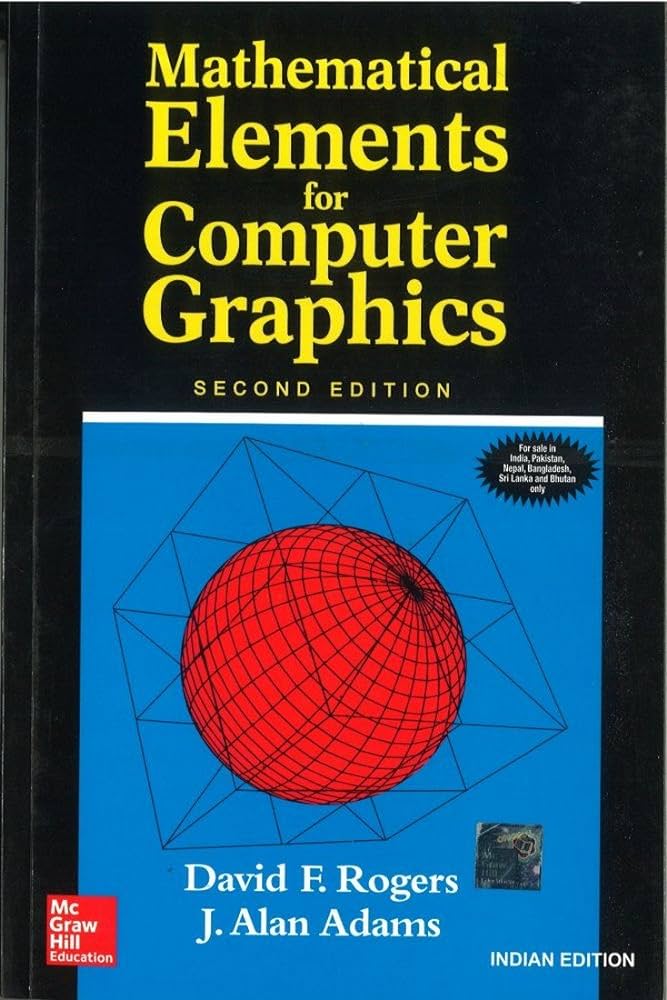 Mathematical
Elements
for
Computer
Graphics
SECOND EDITION
For sale in
India, Pakistan,
Nepal, Bangladesh,
Sri Lanka and Bhutan
only
David F. Rogers
J. Alan Adams
Mc
Graw
Hill
Education
INDIAN EDITION